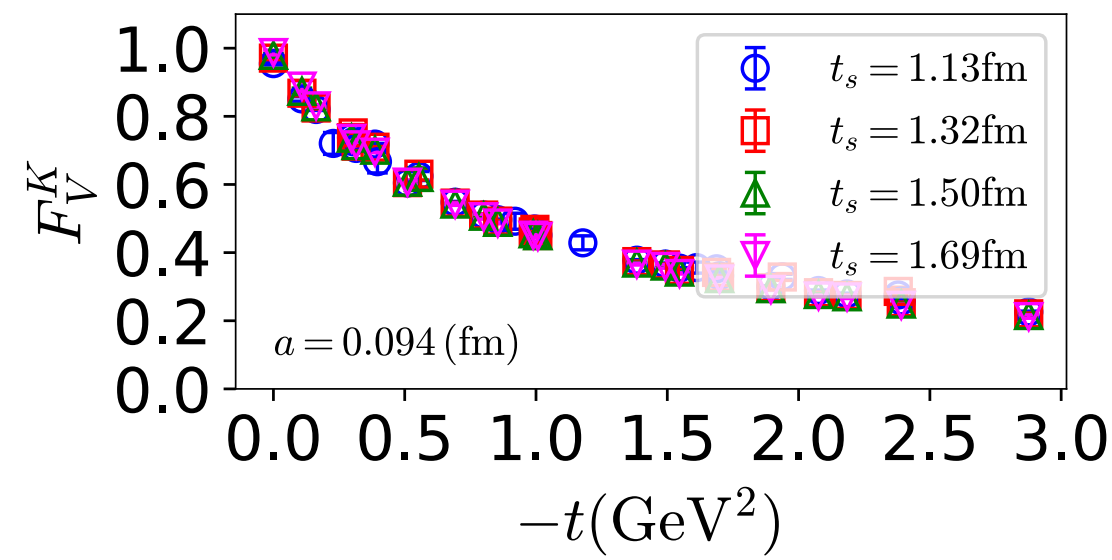 F_V^K
1.0
0.8
0.6
0.4
0.2
0.0
t_s = 1.13fm
t_s = 1.32fm
t_s = 1.50fm
t_s = 1.69fm
a = 0.094 (fm)
0.0 0.5 1.0 1.5 2.0 2.5 3.0
−t(GeV²)